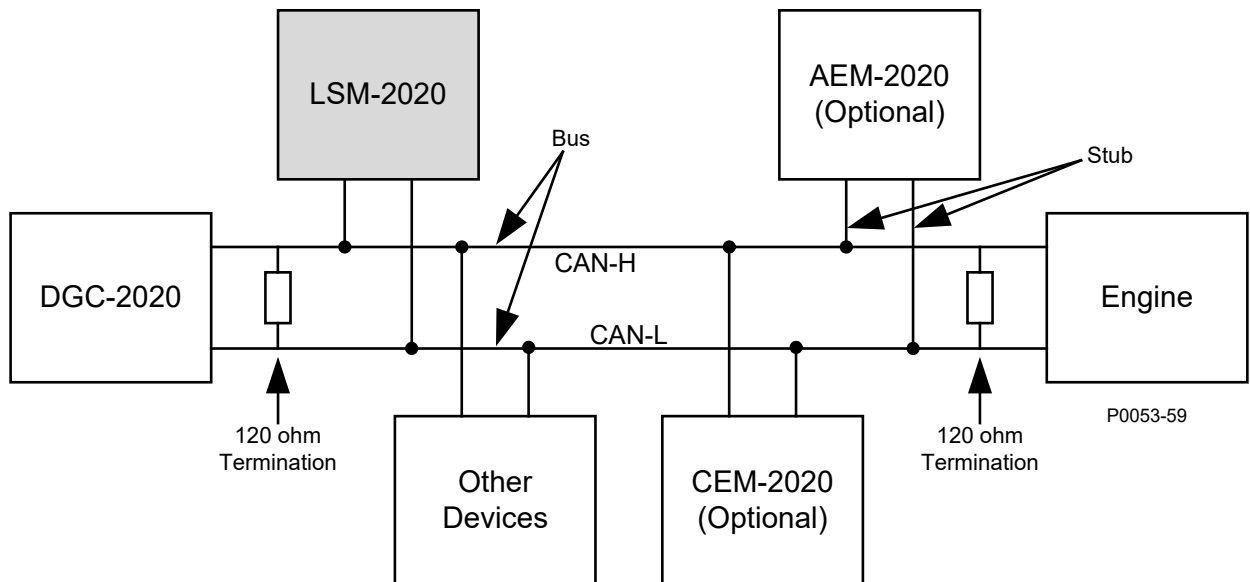 LSM-2020
AEM-2020
(Optional)
Bus
Stub
CAN-H
DGC-2020
Engine
CAN-L
P0053-59
120 ohm
Termination
120 ohm
Termination
Other
Devices
CEM-2020
(Optional)